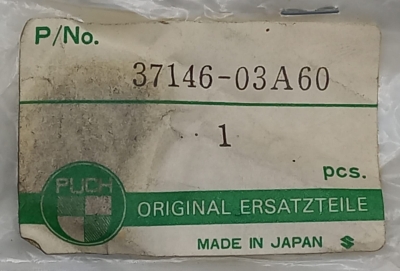 P/No.
37146-03A60
1
pcs.
PUCH
ORIGINAL ERSATZTEILE
MADE IN JAPAN